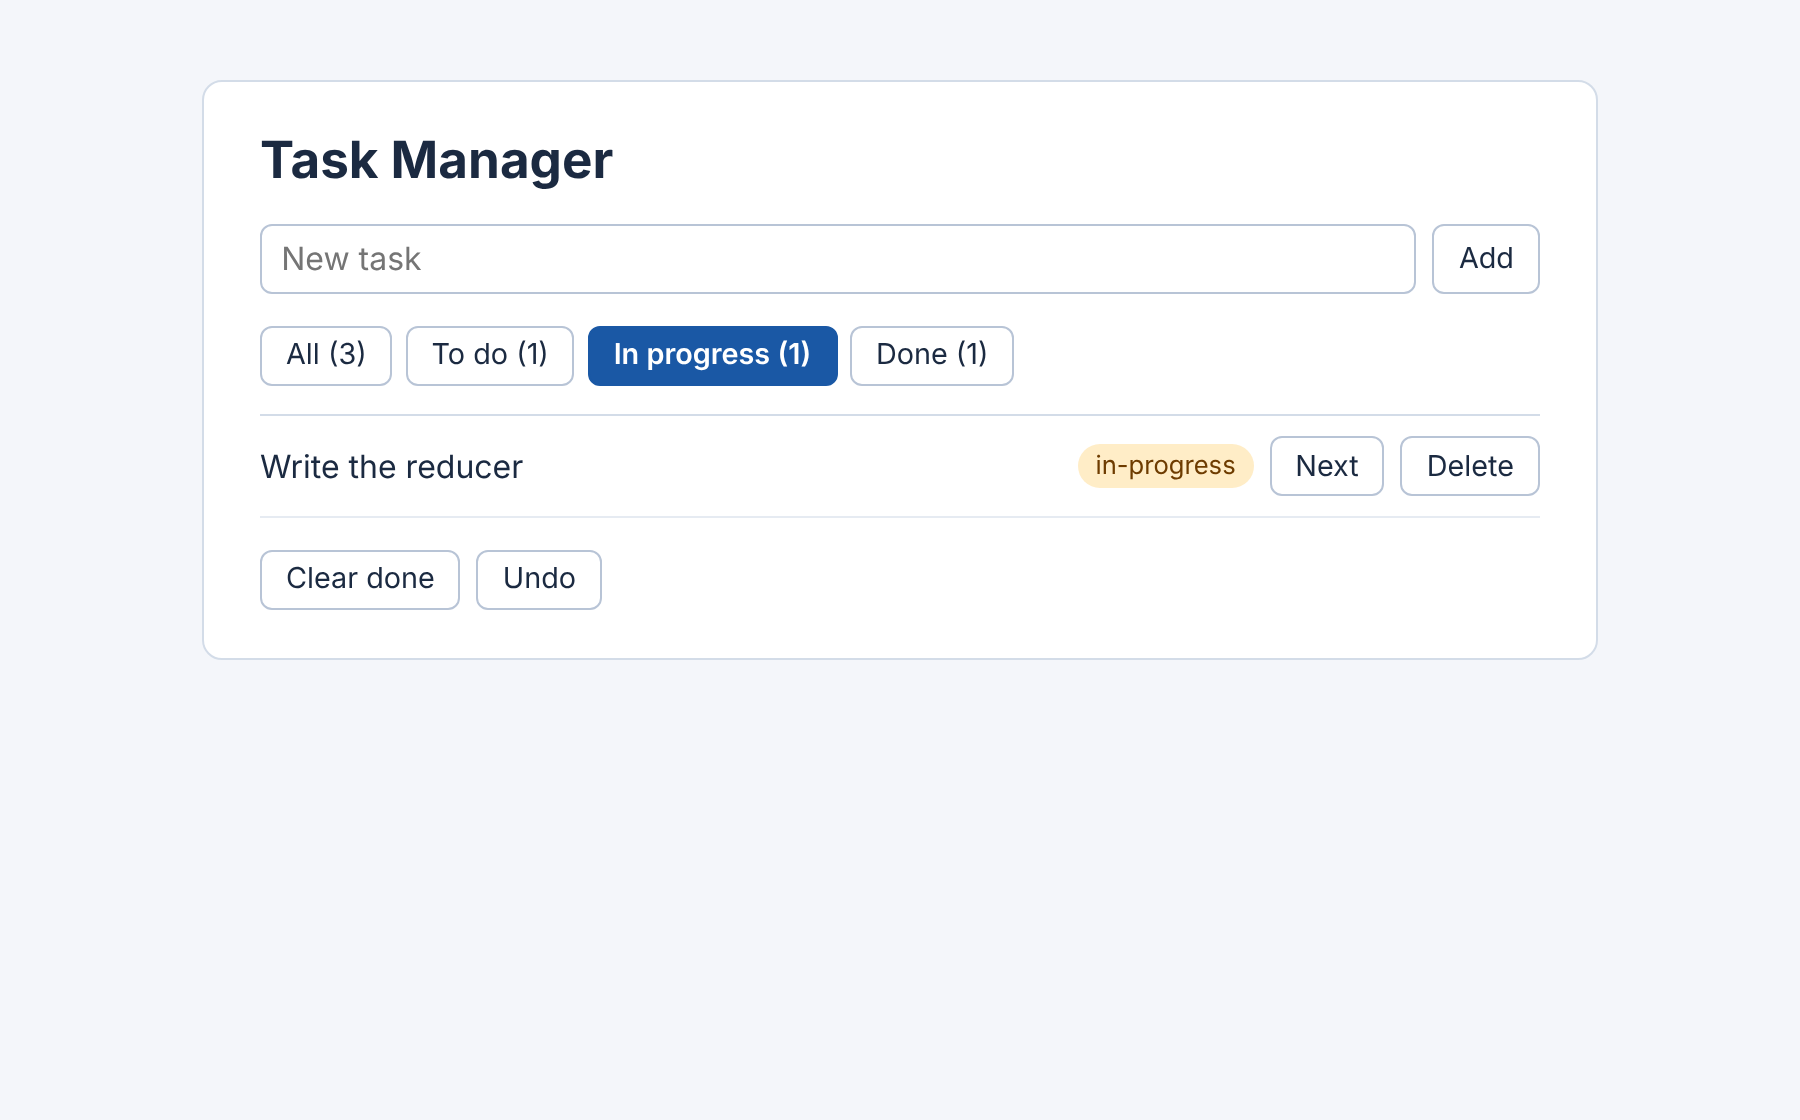 Task Manager
New task
Add
All (3)
To do (1)
In progress (1)
Done (1)
Write the reducer
in-progress
Next
Delete
Clear done
Undo